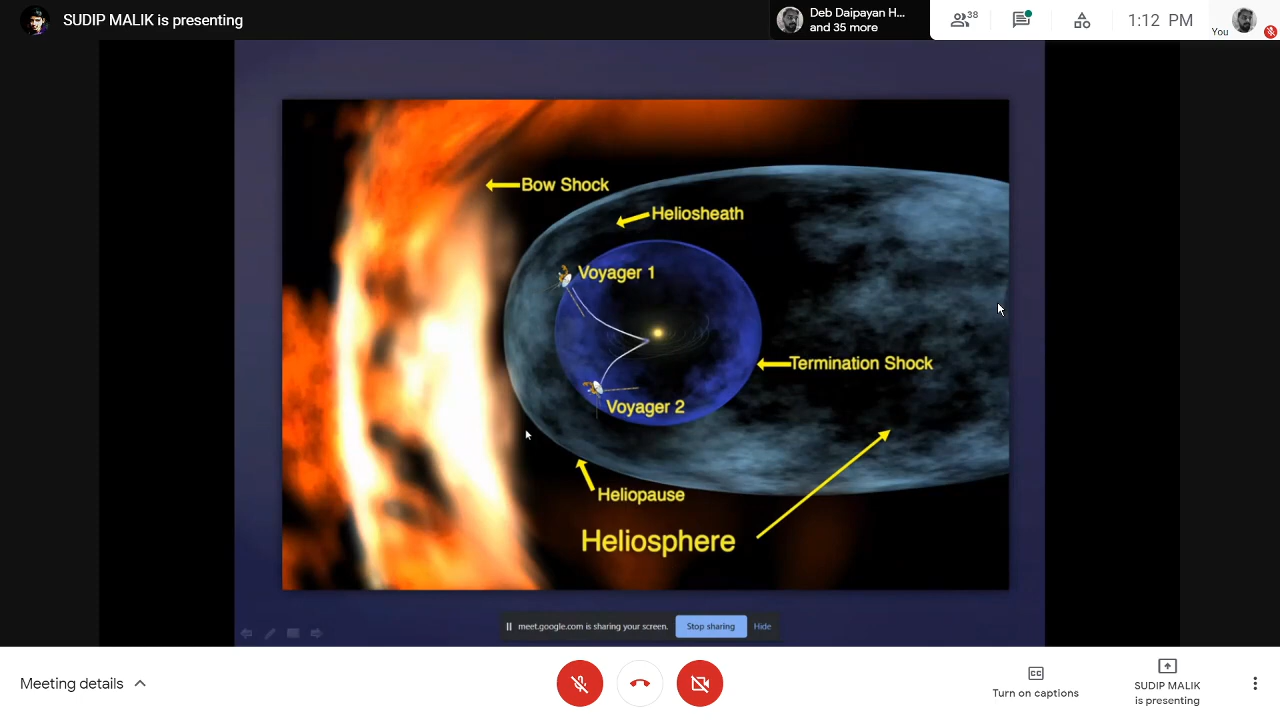 SUDIP MALIK is presenting
Deb Daipayan H...
and 35 more
38
1:12 PM
You
Bow Shock
Heliosheath
Voyager 1
Termination Shock
Voyager 2
Heliopause
Heliosphere
meet.google.com is sharing your screen.
Stop sharing
Hide
Meeting details
CC
Turn on captions
SUDIP MALIK
is presenting